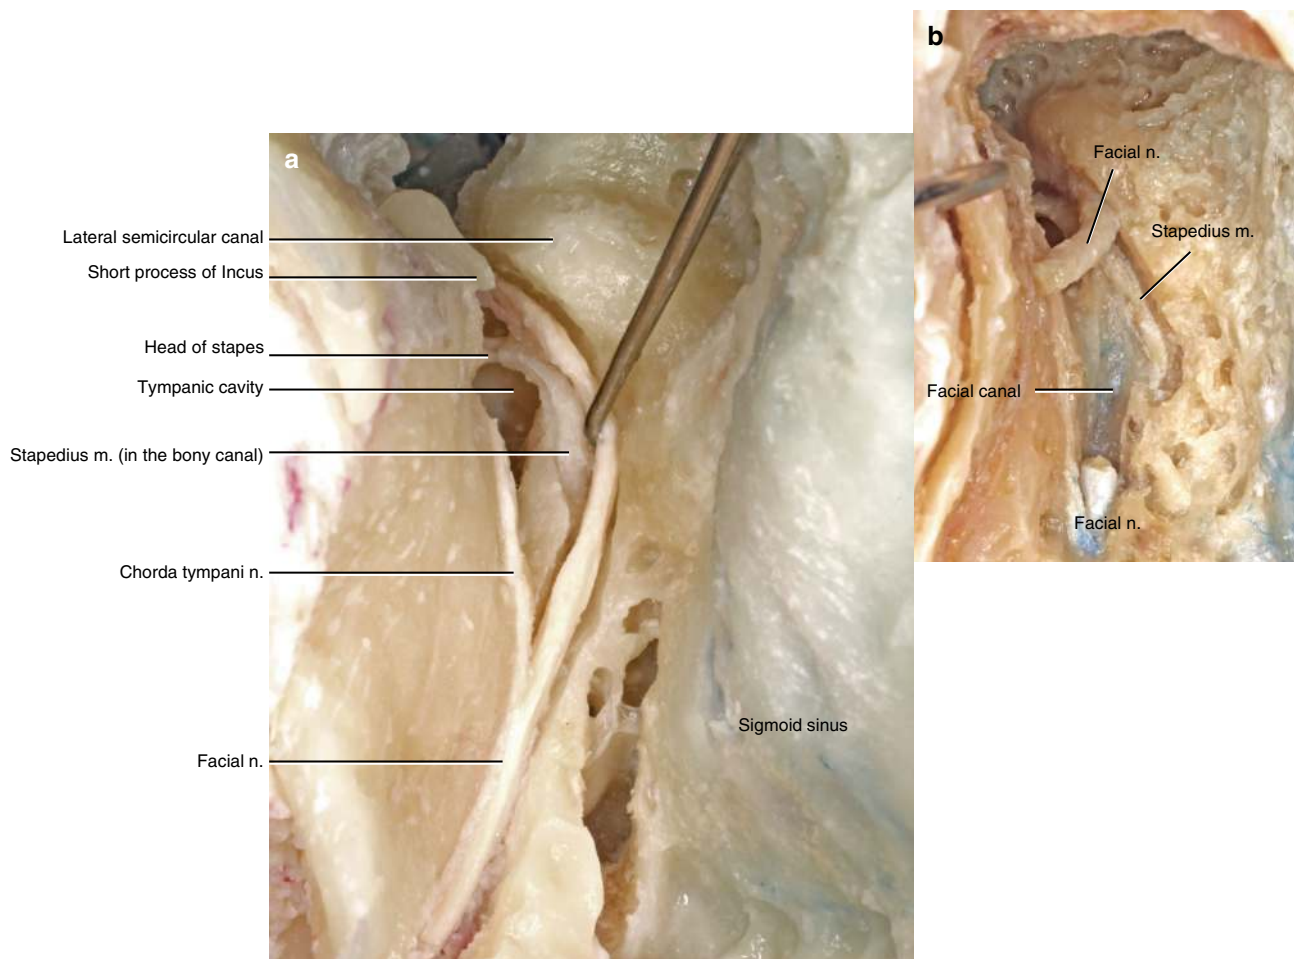 a
Lateral semicircular canal
Short process of Incus
Head of stapes
Tympanic cavity
Stapedius m. (in the bony canal)
Chorda tympani n.
Facial n.
Sigmoid sinus
b
Facial n.
Stapedius m.
Facial canal
Facial n.